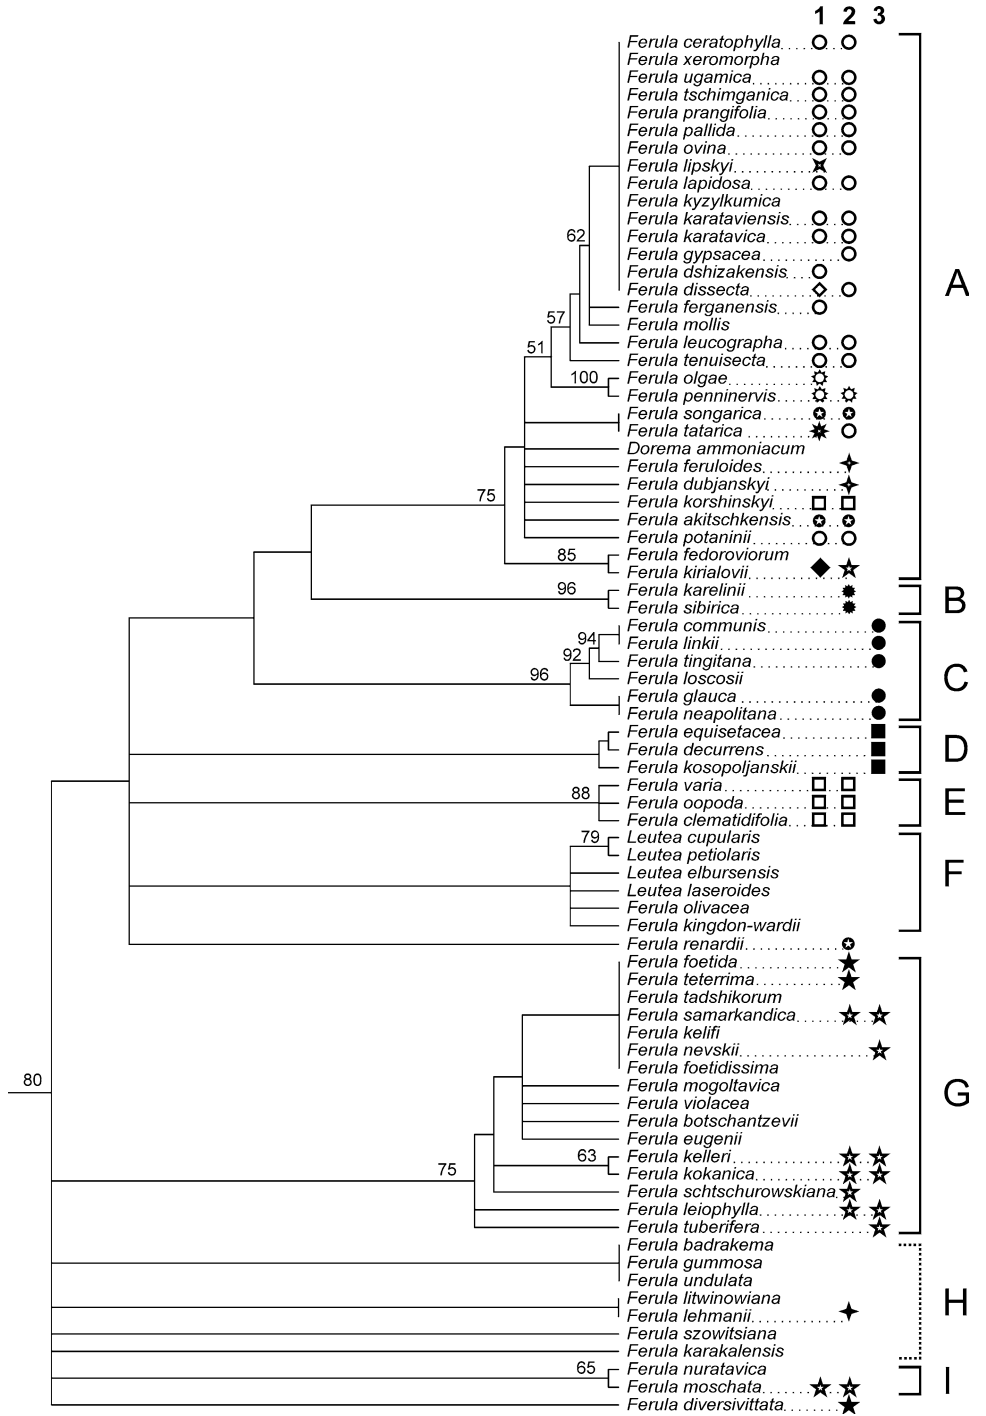 1 2 3
Ferula ceratophylla
Ferula xeromorpha
Ferula ugamica
Ferula tschimganica
Ferula prangifolia
Ferula pallida
Ferula ovina
Ferula lipskyi
Ferula lapidosa
Ferula kyzylkumica
Ferula karataviensis
62 Ferula karatavica
Ferula gypsacea
Ferula dshizakensis
A
Ferula dissecta
Ferula ferganensis
57 Ferula mollis
Ferula leucographa
51 Ferula tenuisecta
100 Ferula olgae
Ferula penninervis
Ferula songarica
Ferula tatarica
Dorema ammoniacum
Ferula feruloides
Ferula dubjanskyi
75 Ferula korshinskyi
Ferula akitschkensis
Ferula potaninii
85 Ferula fedoroviorum
Ferula kirialovii
96 Ferula karelinii
B
Ferula sibirica
Ferula communis
94 Ferula linkii
92 Ferula tingitana
96 Ferula loscosii
C
Ferula glauca
Ferula neapolitana
Ferula equisetacea
Ferula decurrens D
Ferula kosopoljanskii
Ferula varia
88 Ferula oopoda E
Ferula clematidifolia
79 Leutea cupularis
Leutea petiolaris
Leutea elbursensis F
Leutea laseroides
Ferula olivacea
Ferula kingdon-wardii
Ferula renardii
Ferula foetida
Ferula teterrima
Ferula tadshikorum
Ferula samarkandica
Ferula kelifi
Ferula nevskii
Ferula foetidissima
80 Ferula mogoltavica
G
Ferula violacea
Ferula botschantzevii
Ferula eugenii
63 Ferula kelleri
75 Ferula kokanica
Ferula schtschurowskiana
Ferula leiophylla
Ferula tuberifera
Ferula badrakema
Ferula gummosa
Ferula undulata
Ferula litwinowiana H
Ferula lehmanii
Ferula szowitsiana
Ferula karakalensis
65 Ferula nuratavica
I
Ferula moschata
Ferula diversivittata